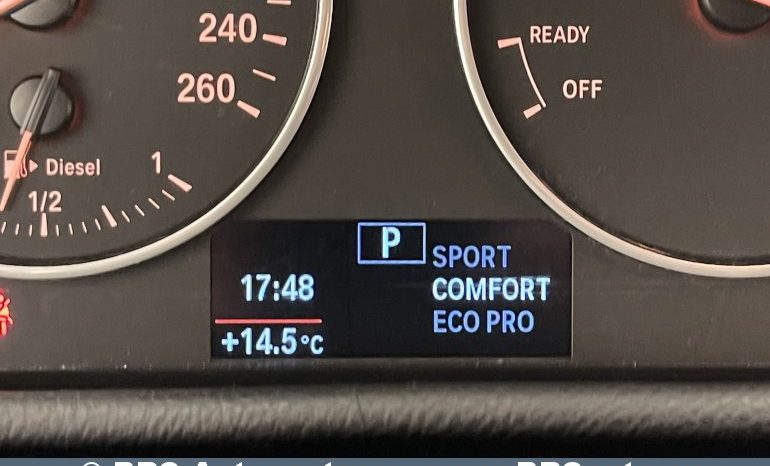 240
260
READY
OFF
Diesel
1
1/2
P
SPORT
17:48
COMFORT
ECO PRO
+14.5°C